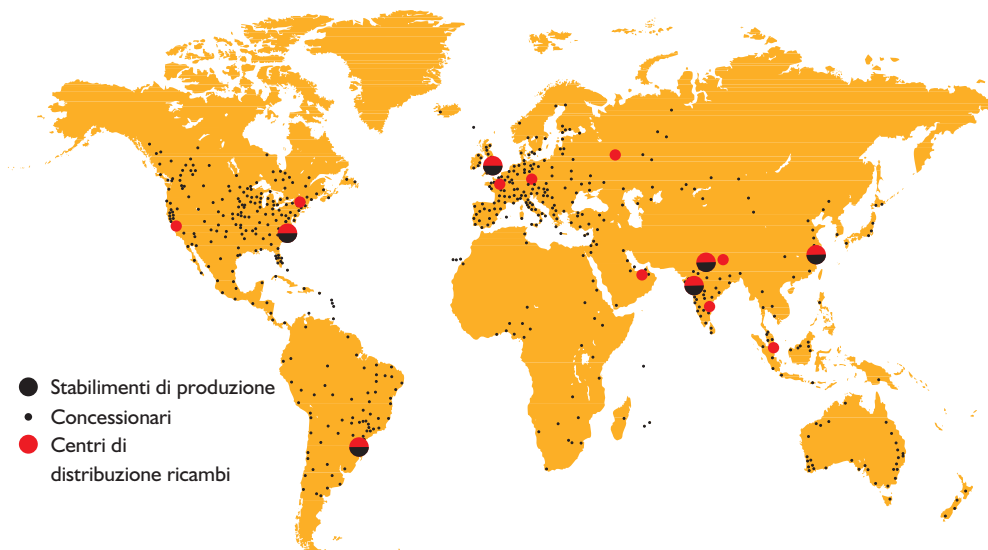 Stabilimenti di produzione
Concessionari
Centri di
distribuzione ricambi